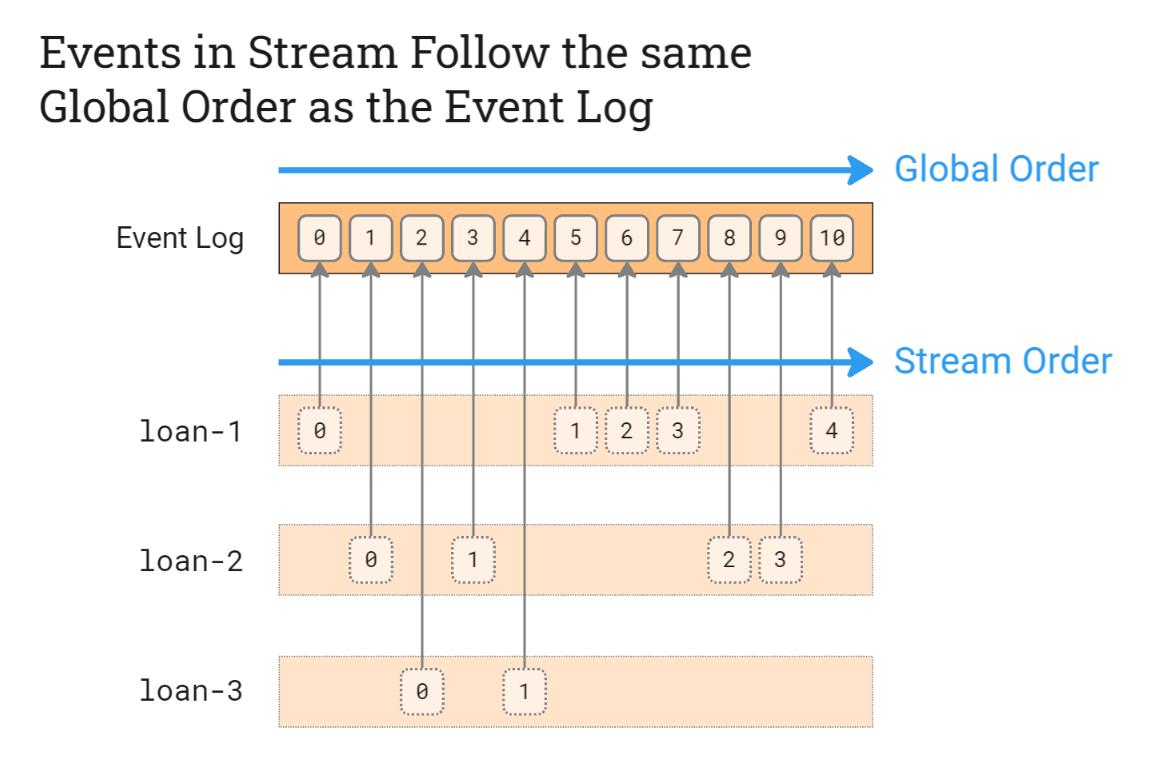 Events in Stream Follow the same
Global Order as the Event Log
Global Order
Event Log 0 1 2 3 4 5 6 7 8 9 10
Stream Order
loan-1 0 1 2 3 4
loan-2 0 1 2 3
loan-3 0 1